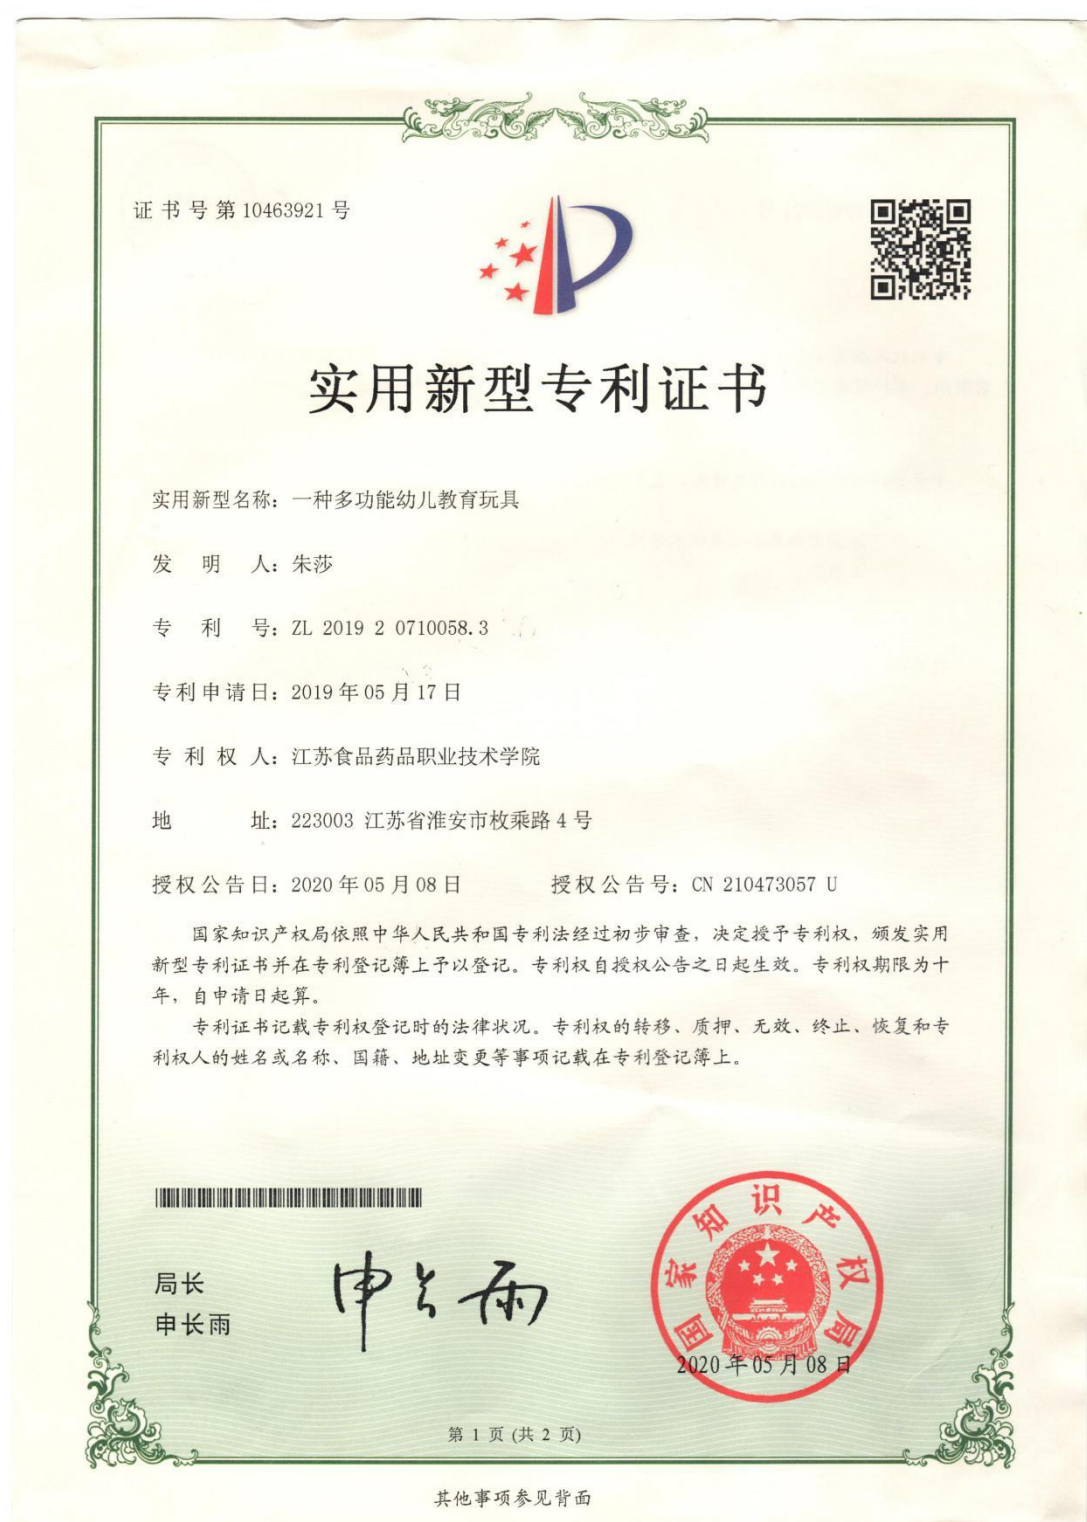 证书号第10463921号
实用新型专利证书
实用新型名称：一种多功能幼儿教育玩具
发明人：朱莎
专利号：ZL 2019 2 0710058.3
专利申请日：2019年05月17日
专利权人：江苏食品药品职业技术学院
地址：223003 江苏省淮安市枚乘路4号
授权公告日：2020年05月08日 授权公告号：CN 210473057 U
国家知识产权局依照中华人民共和国专利法经过初步审查，决定授予专利权，颁发实用
新型专利证书并在专利登记簿上予以登记。专利权自授权公告之日起生效。专利权期限为十
年，自申请日起算。
专利证书记载专利权登记时的法律状况。专利权的转移、质押、无效、终止、恢复和专
利权人的姓名或名称、国籍、地址变更等事项记载在专利登记簿上。
局长
申长雨
申长雨
国家知识产权局
2020年05月08日
第 1 页 (共 2 页)
其他事项参见背面